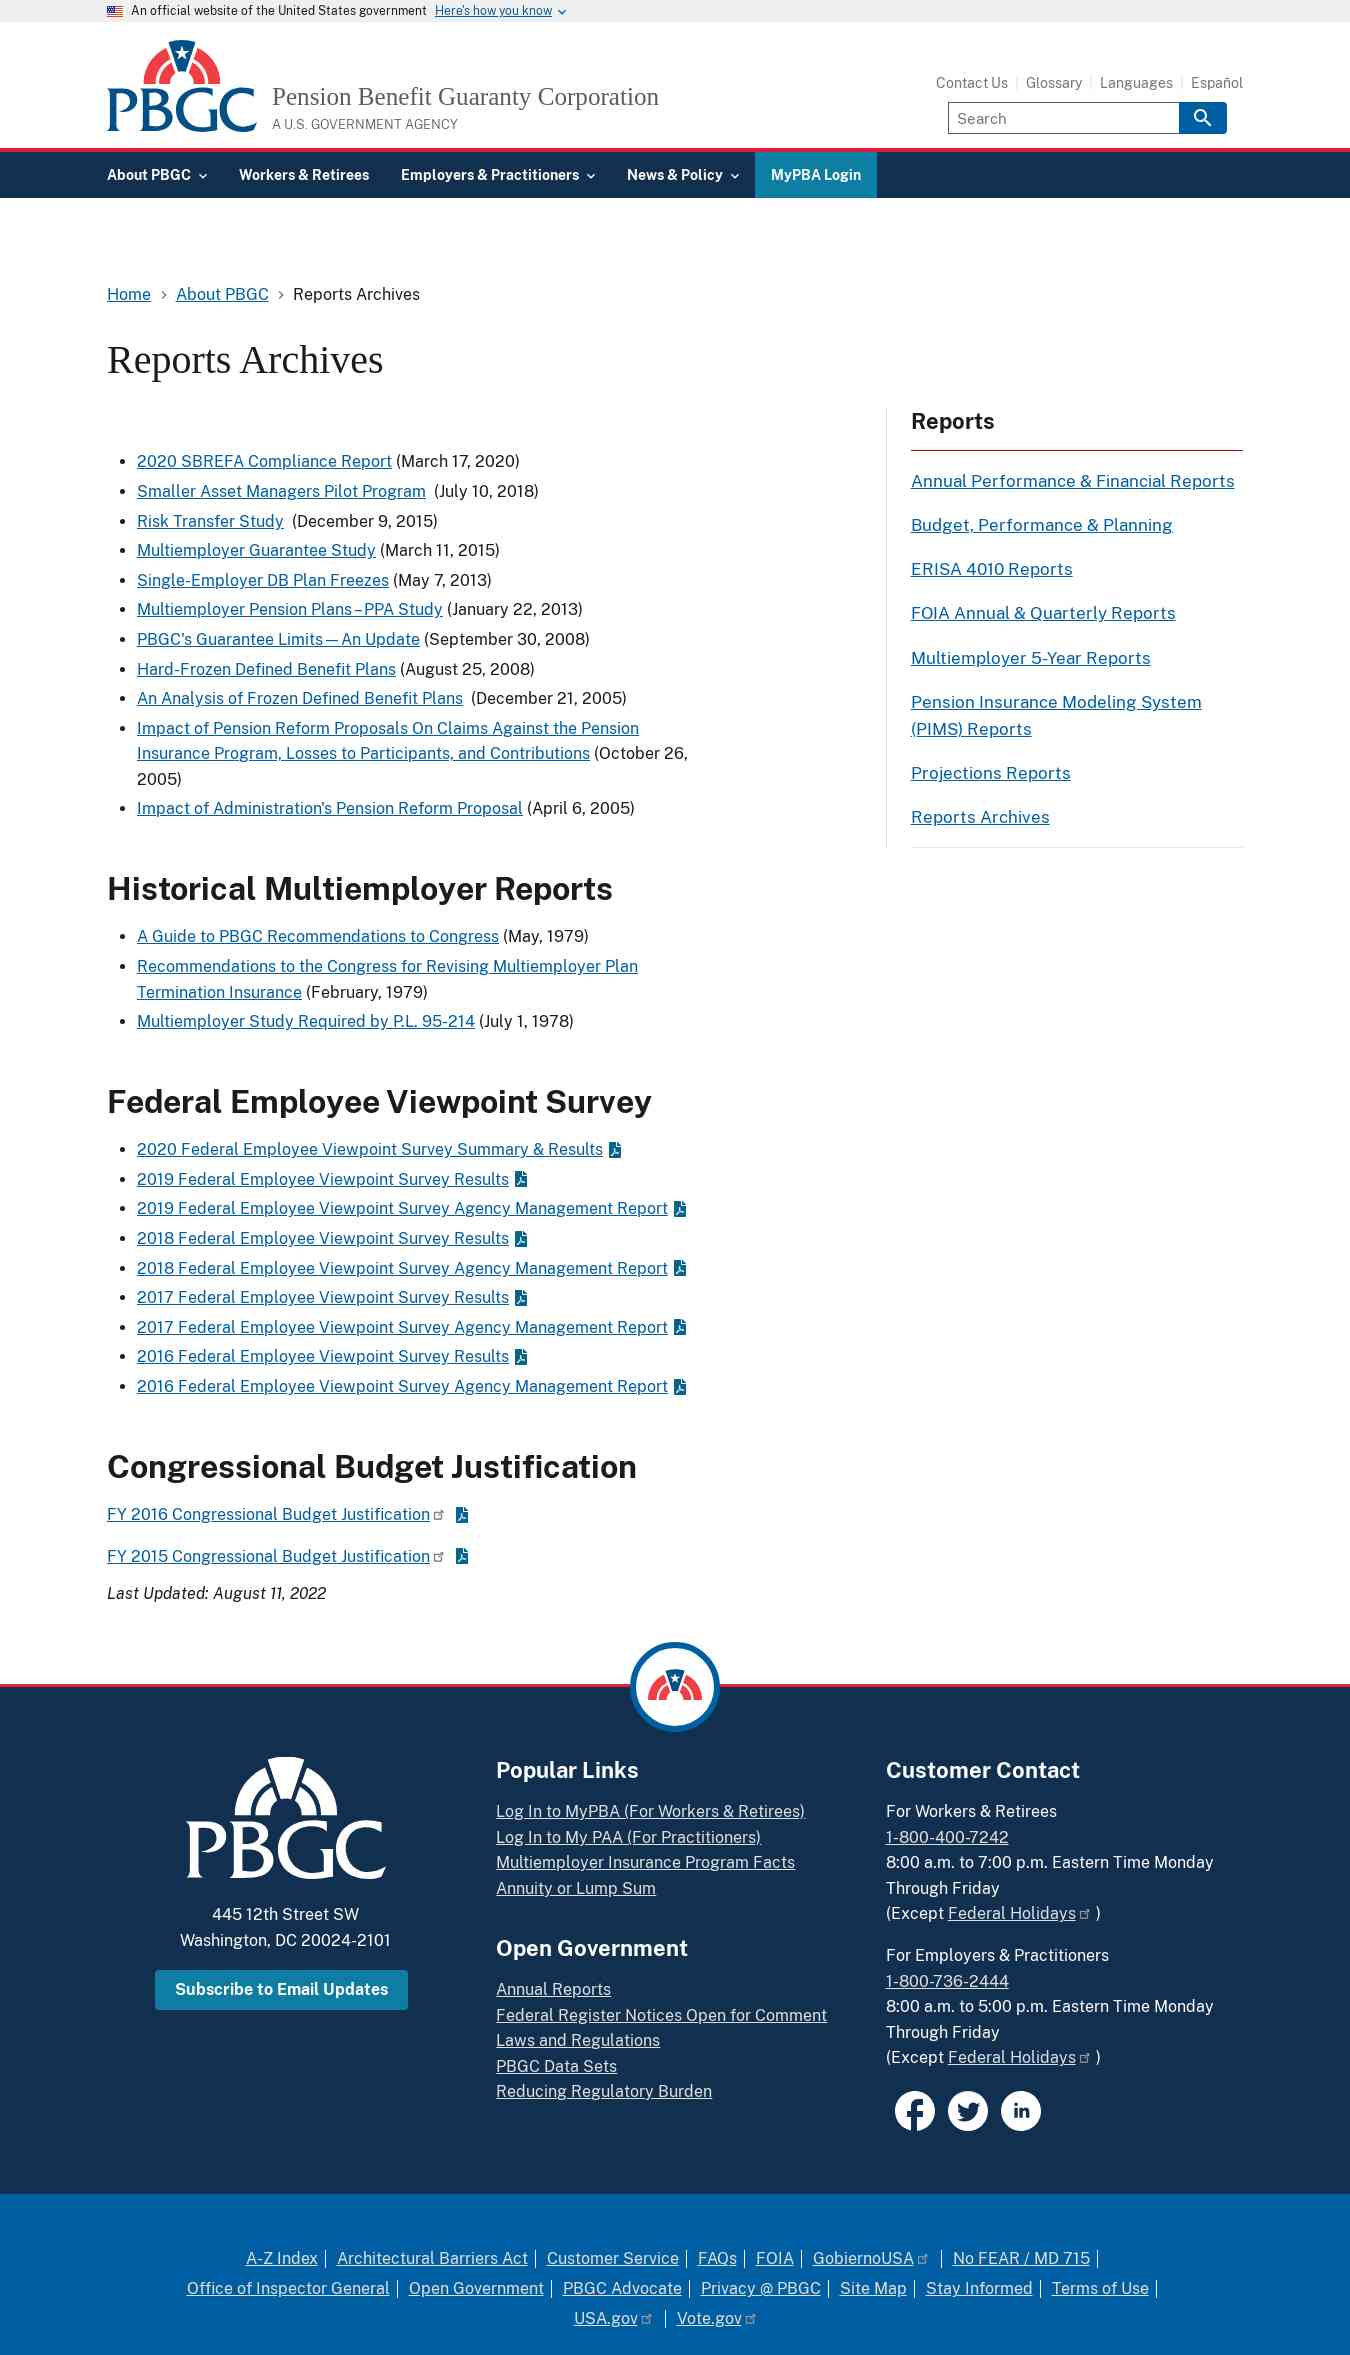 An official website of the United States government Here's how you know
PBGC
Pension Benefit Guaranty Corporation
A U.S. GOVERNMENT AGENCY
Contact Us Glossary Languages Español
Search
About PBGC Workers & Retirees Employers & Practitioners News & Policy MyPBA Login
Home > About PBGC > Reports Archives
Reports Archives
2020 SBREFA Compliance Report (March 17, 2020)
Smaller Asset Managers Pilot Program (July 10, 2018)
Risk Transfer Study (December 9, 2015)
Multiemployer Guarantee Study (March 11, 2015)
Single-Employer DB Plan Freezes (May 7, 2013)
Multiemployer Pension Plans – PPA Study (January 22, 2013)
PBGC's Guarantee Limits — An Update (September 30, 2008)
Hard-Frozen Defined Benefit Plans (August 25, 2008)
An Analysis of Frozen Defined Benefit Plans (December 21, 2005)
Impact of Pension Reform Proposals On Claims Against the Pension
Insurance Program, Losses to Participants, and Contributions (October 26,
2005)
Impact of Administration's Pension Reform Proposal (April 6, 2005)
Reports
Annual Performance & Financial Reports
Budget, Performance & Planning
ERISA 4010 Reports
FOIA Annual & Quarterly Reports
Multiemployer 5-Year Reports
Pension Insurance Modeling System
(PIMS) Reports
Projections Reports
Reports Archives
Historical Multiemployer Reports
A Guide to PBGC Recommendations to Congress (May, 1979)
Recommendations to the Congress for Revising Multiemployer Plan
Termination Insurance (February, 1979)
Multiemployer Study Required by P.L. 95-214 (July 1, 1978)
Federal Employee Viewpoint Survey
2020 Federal Employee Viewpoint Survey Summary & Results
2019 Federal Employee Viewpoint Survey Results
2019 Federal Employee Viewpoint Survey Agency Management Report
2018 Federal Employee Viewpoint Survey Results
2018 Federal Employee Viewpoint Survey Agency Management Report
2017 Federal Employee Viewpoint Survey Results
2017 Federal Employee Viewpoint Survey Agency Management Report
2016 Federal Employee Viewpoint Survey Results
2016 Federal Employee Viewpoint Survey Agency Management Report
Congressional Budget Justification
FY 2016 Congressional Budget Justification
FY 2015 Congressional Budget Justification
Last Updated: August 11, 2022
PBGC
445 12th Street SW
Washington, DC 20024-2101
Subscribe to Email Updates
Popular Links
Log In to MyPBA (For Workers & Retirees)
Log In to My PAA (For Practitioners)
Multiemployer Insurance Program Facts
Annuity or Lump Sum
Open Government
Annual Reports
Federal Register Notices Open for Comment
Laws and Regulations
PBGC Data Sets
Reducing Regulatory Burden
Customer Contact
For Workers & Retirees
1-800-400-7242
8:00 a.m. to 7:00 p.m. Eastern Time Monday
Through Friday
(Except Federal Holidays )
For Employers & Practitioners
1-800-736-2444
8:00 a.m. to 5:00 p.m. Eastern Time Monday
Through Friday
(Except Federal Holidays )
in
A-Z Index Architectural Barriers Act Customer Service FAQs FOIA GobiernoUSA No FEAR / MD 715
Office of Inspector General Open Government PBGC Advocate Privacy @ PBGC Site Map Stay Informed Terms of Use
USA.gov Vote.gov